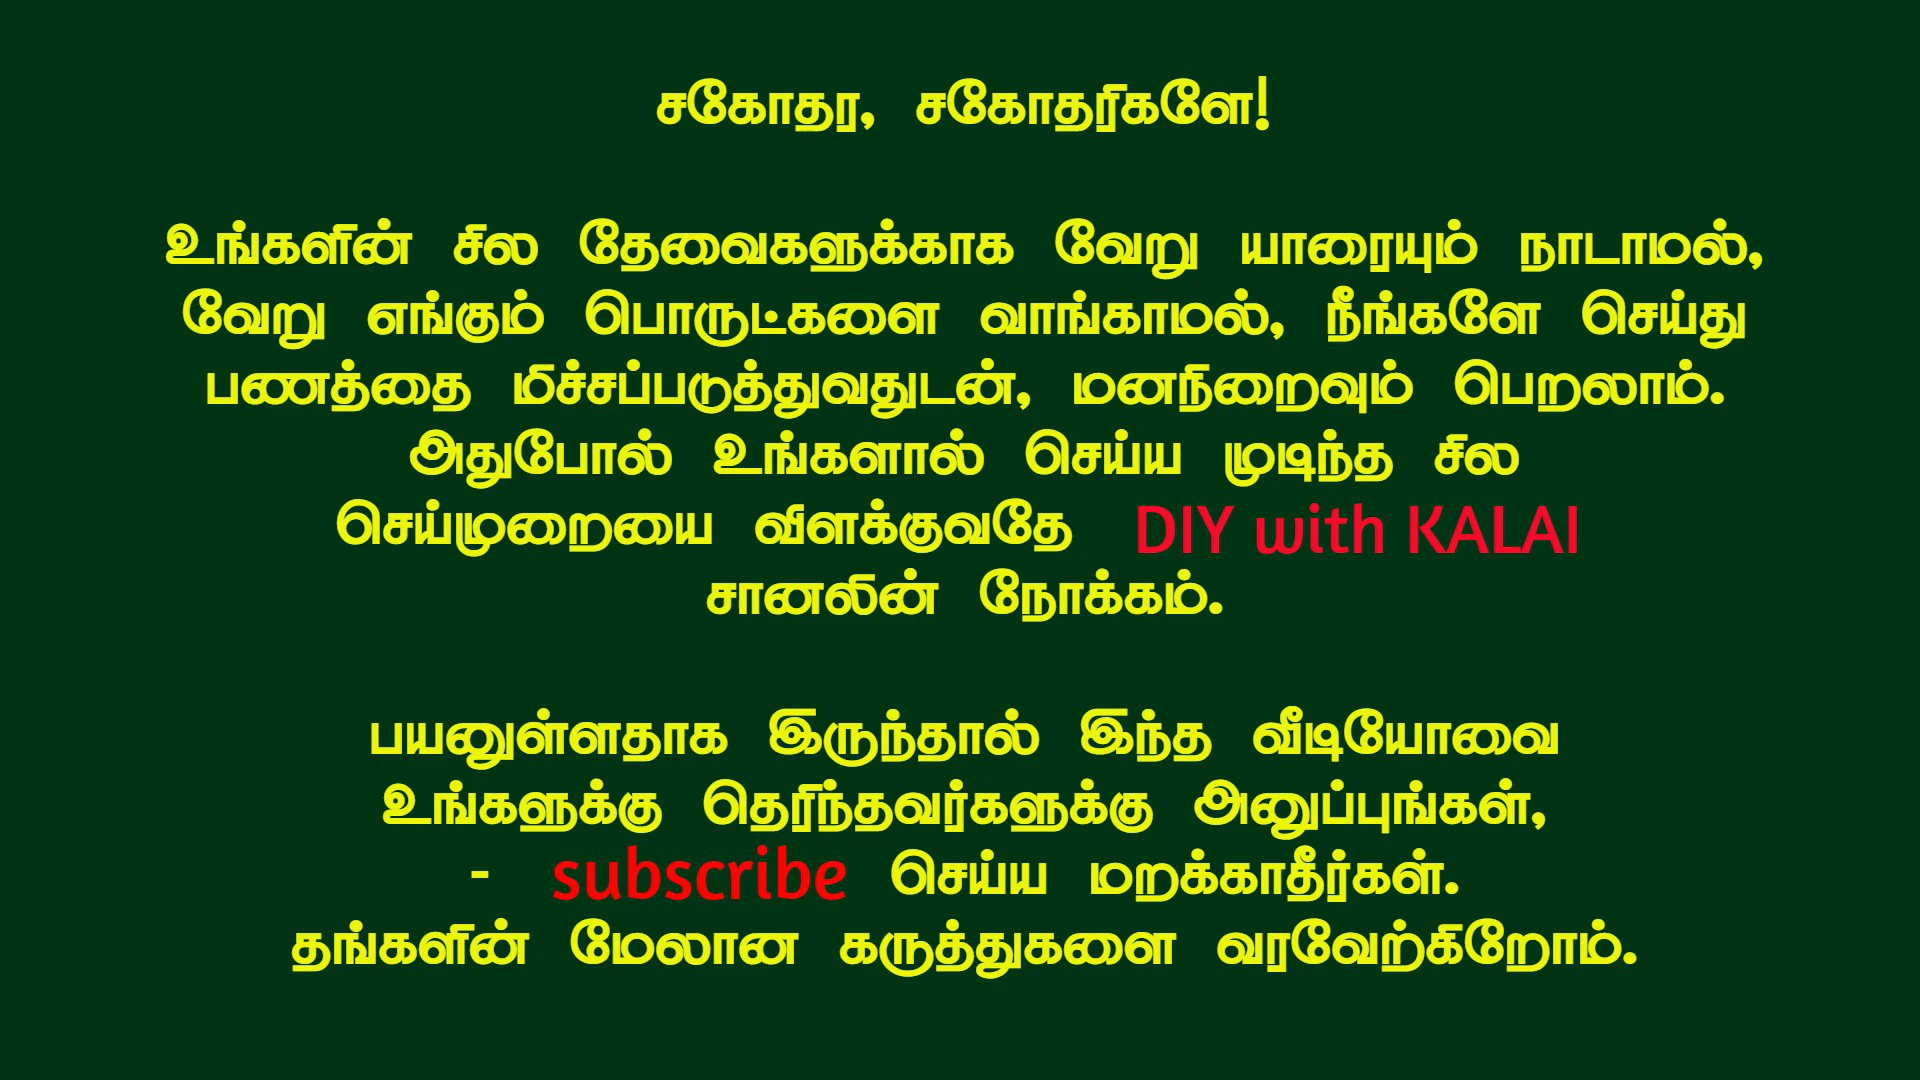 சகோதர, சகோதரிகளே!
உங்களின் சில தேவைகளுக்காக வேறு யாரையும் நாடாமல்,
வேறு எங்கும் பொருட்களை வாங்காமல், நீங்களே செய்து
பணத்தை மிச்சப்படுத்துவதுடன், மனநிறைவும் பெறலாம்.
அதுபோல் உங்களால் செய்ய முடிந்த சில
செய்முறையை விளக்குவதே DIY with KALAI
சானலின் நோக்கம்.
பயனுள்ளதாக இருந்தால் இந்த வீடியோவை
உங்களுக்கு தெரிந்தவர்களுக்கு அனுப்புங்கள்,
- subscribe செய்ய மறக்காதீர்கள்.
தங்களின் மேலான கருத்துகளை வரவேற்கிறோம்.